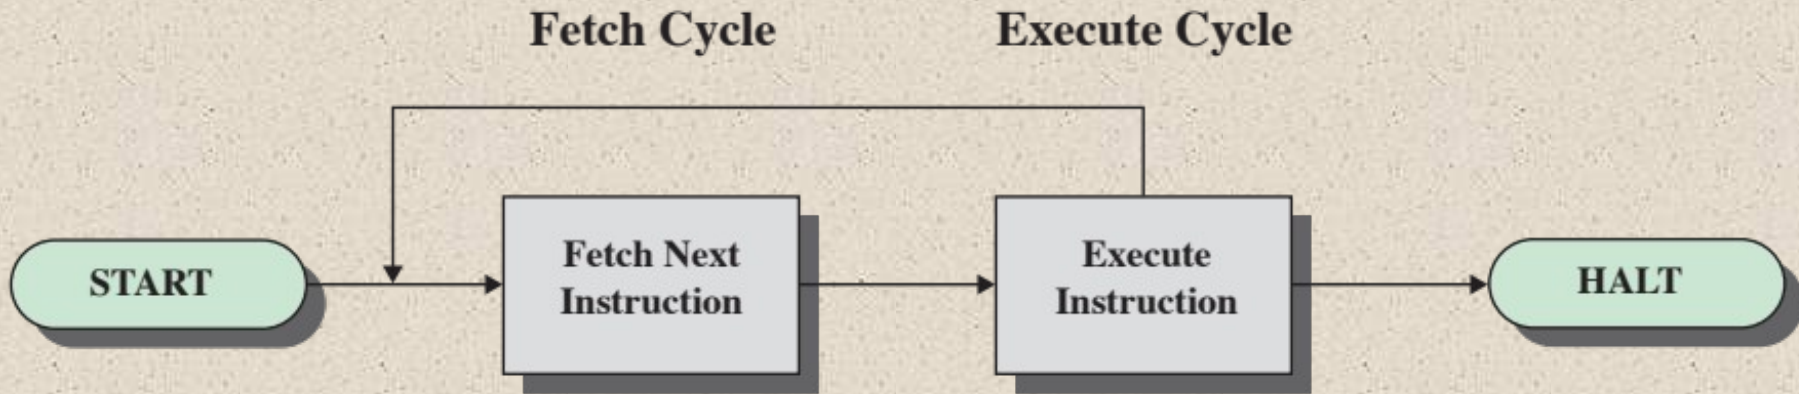 Fetch Cycle
Execute Cycle
START
Fetch Next
Instruction
Execute
Instruction
HALT